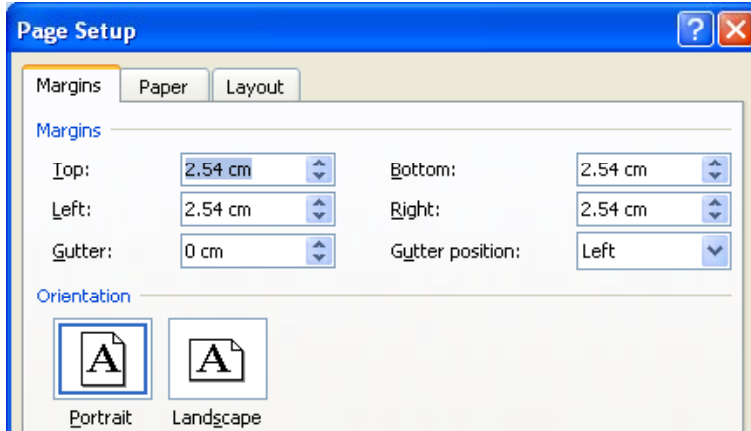 Page Setup
Margins Paper Layout
Margins
Top: 2.54 cm Bottom: 2.54 cm
Left: 2.54 cm Right: 2.54 cm
Gutter: 0 cm Gutter position: Left
Orientation
A A
Portrait Landscape